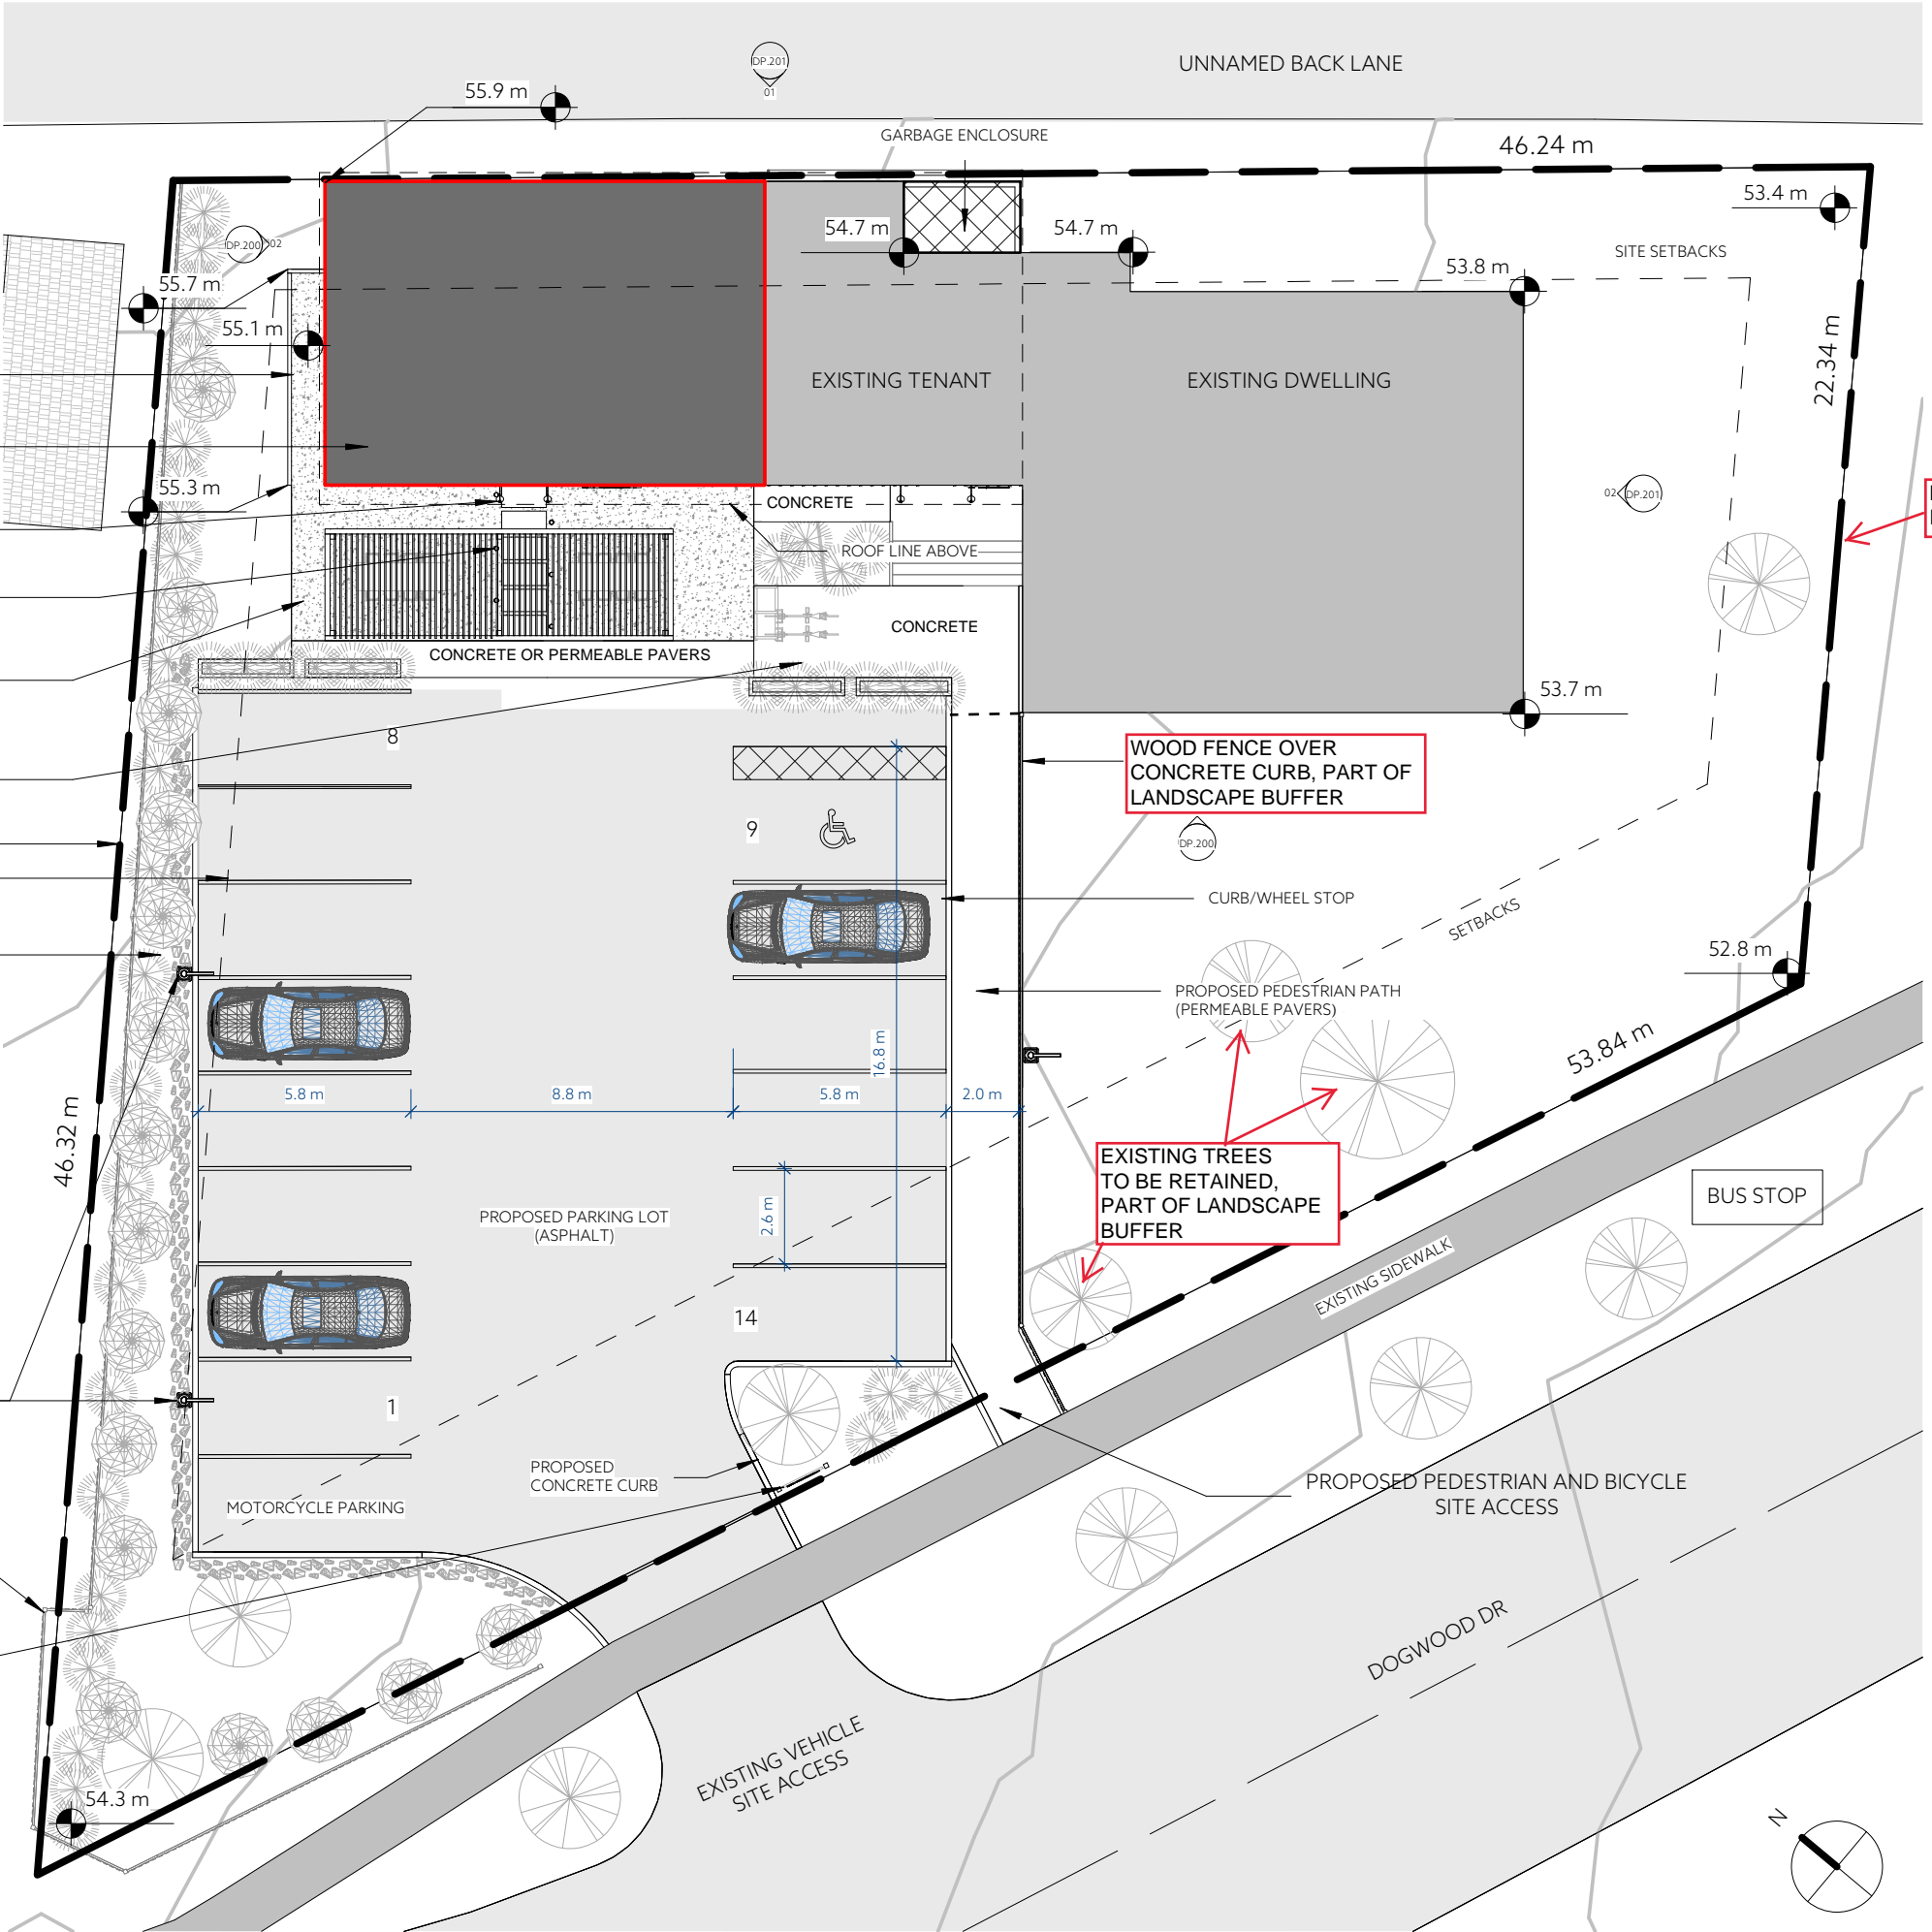 UNNAMED BACK LANE
DP.201
01
55.9 m
GARBAGE ENCLOSURE
46.24 m
53.4 m
54.7 m
54.7 m
SITE SETBACKS
DP.200
02
55.7 m
53.8 m
55.1 m
22.34 m
EXISTING TENANT
EXISTING DWELLING
55.3 m
02
DP.201
CONCRETE
ROOF LINE ABOVE
CONCRETE
CONCRETE OR PERMEABLE PAVERS
53.7 m
8
WOOD FENCE OVER
CONCRETE CURB, PART OF
LANDSCAPE BUFFER
9
DP.200
CURB/WHEEL STOP
SETBACKS
52.8 m
PROPOSED PEDESTRIAN PATH
(PERMEABLE PAVERS)
16.8 m
53.84 m
5.8 m
8.8 m
5.8 m
2.0 m
46.32 m
EXISTING TREES
TO BE RETAINED,
PART OF LANDSCAPE
BUFFER
BUS STOP
2.6 m
PROPOSED PARKING LOT
(ASPHALT)
EXISTING SIDEWALK
14
1
PROPOSED
CONCRETE CURB
PROPOSED PEDESTRIAN AND BICYCLE
SITE ACCESS
MOTORCYCLE PARKING
DOGWOOD DR
EXISTING VEHICLE
SITE ACCESS
54.3 m
N